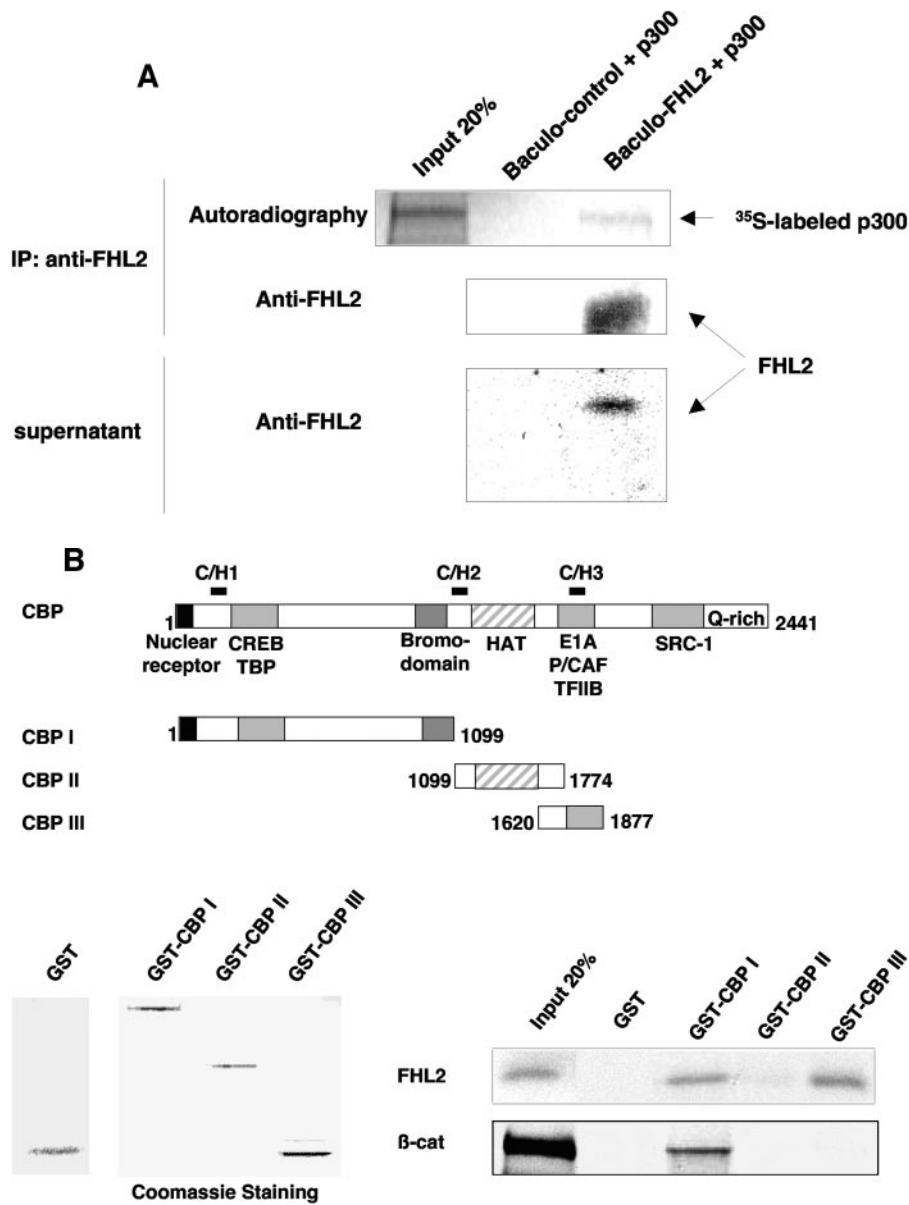 A
Input 20%
Baculo-control + p300
Baculo-FHL2 + p300
Autoradiography
35S-labeled p300
IP: anti-FHL2
Anti-FHL2
FHL2
supernatant
Anti-FHL2
B
C/H1
C/H2
C/H3
CBP
1
Q-rich
2441
Nuclear
receptor
CREB
TBP
Bromo-
domain
HAT
E1A
P/CAF
TFIIB
SRC-1
CBP I
1
1099
CBP II
1099
1774
CBP III
1620
1877
GST
GST-CBP I
GST-CBP II
GST-CBP III
Coomassie Staining
Input 20%
GST
GST-CBP I
GST-CBP II
GST-CBP III
FHL2
ß-cat